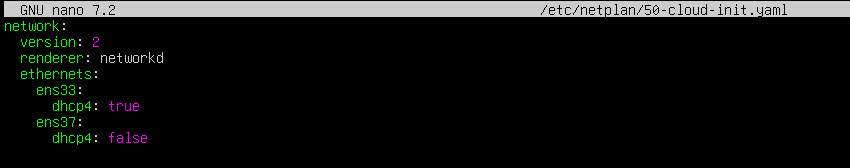 GNU nano 7.2 /etc/netplan/50-cloud-init.yaml
network:
  version: 2
  renderer: networkd
  ethernets:
    ens33:
      dhcp4: true
    ens37:
      dhcp4: false